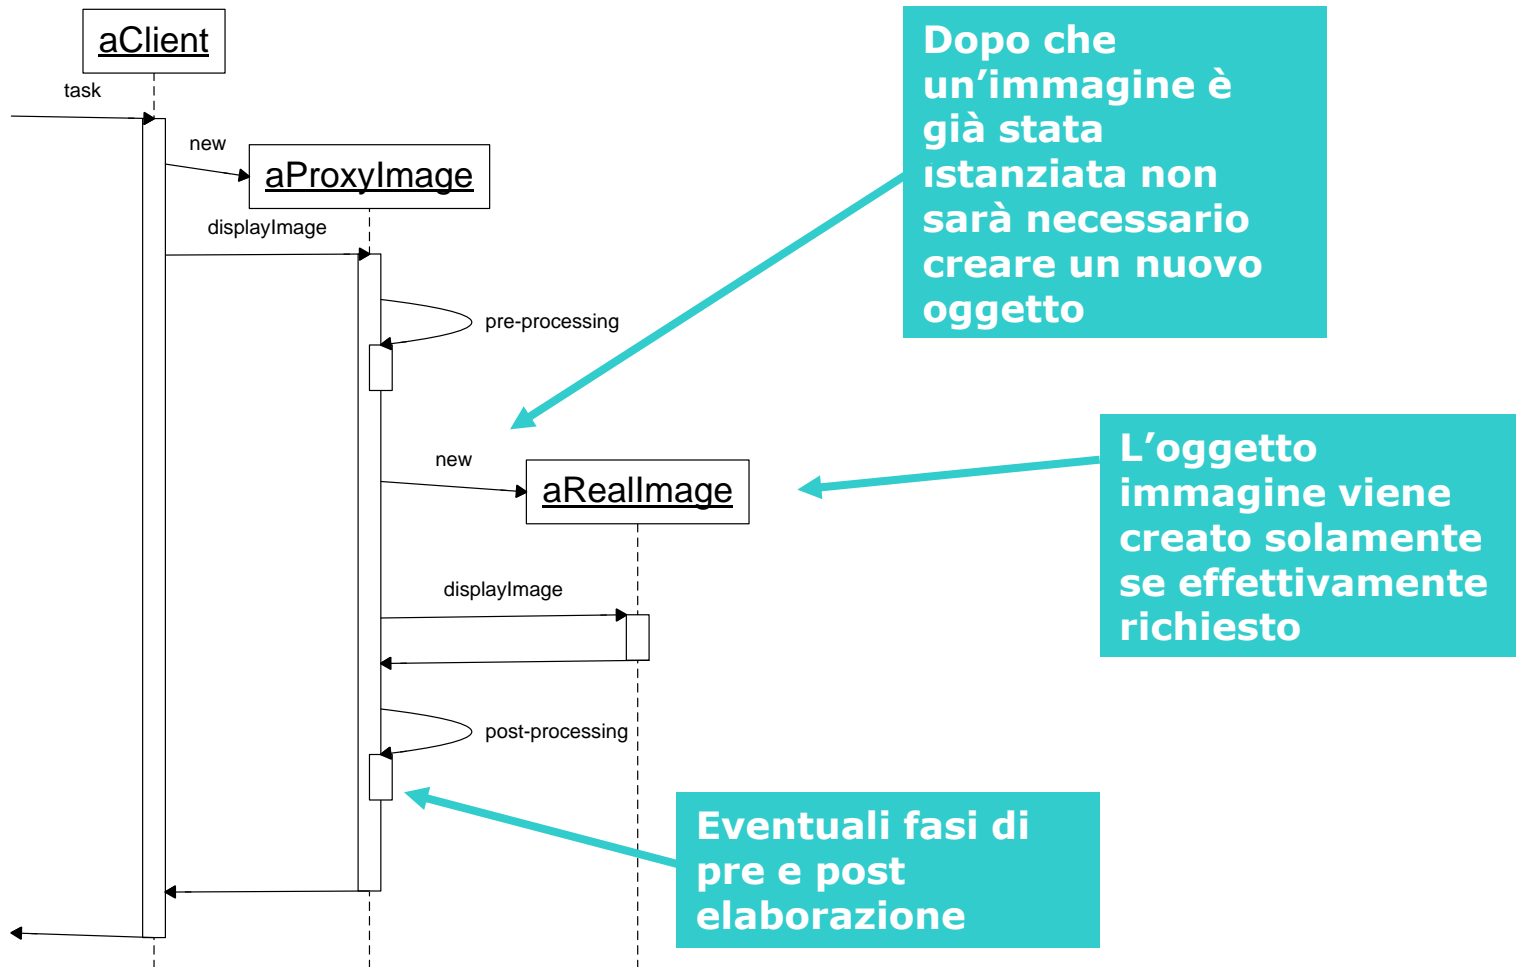 aClient
task
new
aProxyImage
displayImage
pre-processing
new
aRealImage
displayImage
post-processing
Dopo che
un’immagine è
già stata
istanziata non
sarà necessario
creare un nuovo
oggetto
L’oggetto
immagine viene
creato solamente
se effettivamente
richiesto
Eventuali fasi di
pre e post
elaborazione